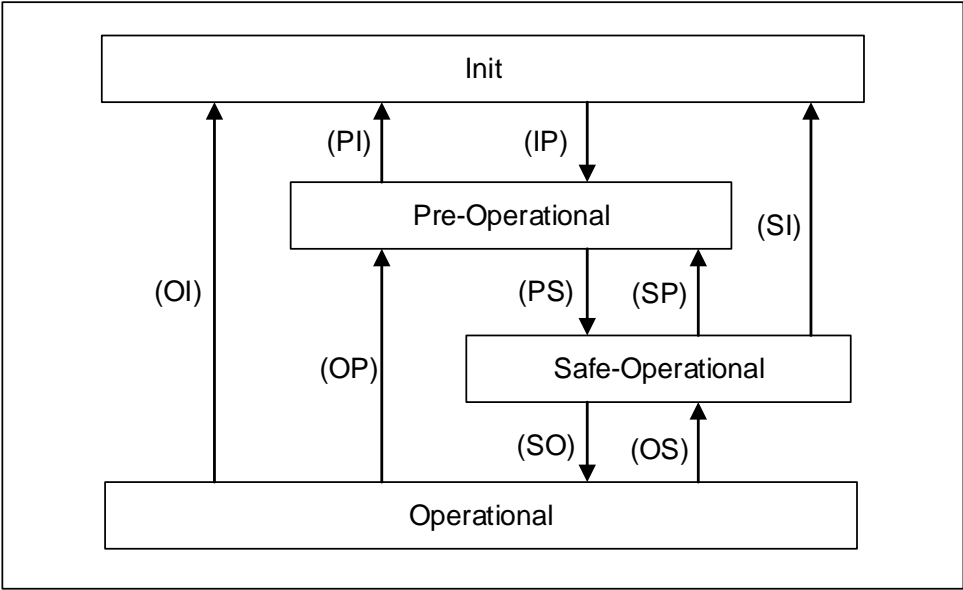 Init
(PI)
(IP)
Pre-Operational
(SI)
(OI)
(PS)
(SP)
(OP)
Safe-Operational
(SO)
(OS)
Operational